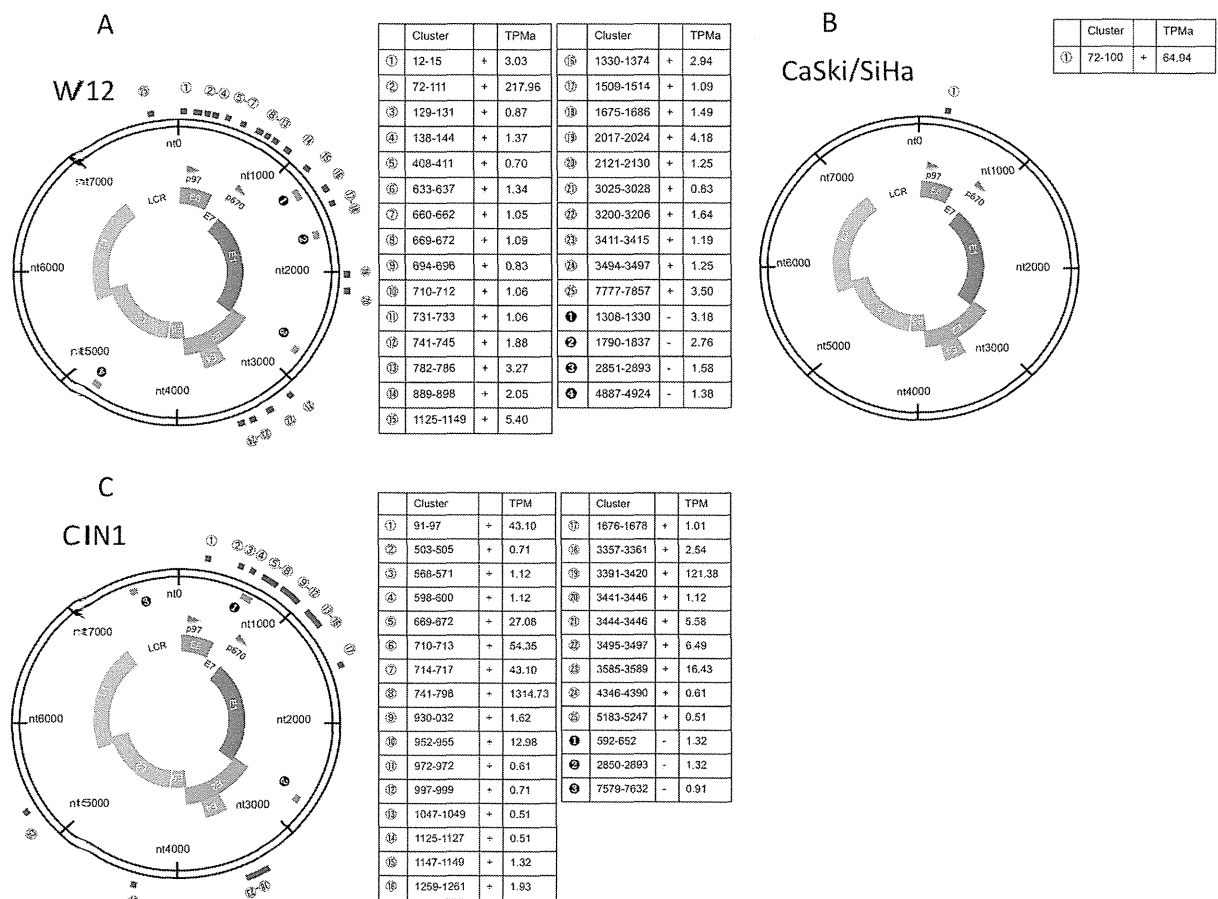 A
W12
nt0
nt1000
nt2000
nt3000
nt4000
nt5000
nt6000
nt7000
LCR
p97
p670
E7
E1
Cluster TPMa
① 12-15 + 3.03
② 72-111 + 217.96
③ 129-131 + 0.87
④ 138-144 + 1.37
⑤ 408-411 + 0.70
⑥ 633-637 + 1.34
⑦ 660-662 + 1.05
⑧ 669-672 + 1.09
⑨ 694-696 + 0.83
⑩ 710-712 + 1.06
⑪ 731-733 + 1.06
⑫ 741-745 + 1.88
⑬ 782-786 + 3.27
⑭ 889-898 + 2.05
⑮ 1125-1149 + 5.40
Cluster TPMa
⑯ 1330-1374 + 2.94
⑰ 1509-1514 + 1.09
⑱ 1675-1686 + 1.49
⑲ 2017-2024 + 4.18
⑳ 2121-2130 + 1.25
㉑ 3025-3028 + 0.83
㉒ 3200-3206 + 1.64
㉓ 3411-3415 + 1.19
㉔ 3494-3497 + 1.25
㉕ 7777-7857 + 3.50
❶ 1308-1330 - 3.18
❷ 1790-1837 - 2.76
❸ 2851-2893 - 1.58
❹ 4887-4924 - 1.38
B
CaSki/SiHa
①
nt0
nt1000
nt2000
nt3000
nt4000
nt5000
nt6000
nt7000
LCR
p97
p670
E7
E1
Cluster TPMa
① 72-100 + 64.94
C
CIN1
nt0
nt1000
nt2000
nt3000
nt4000
nt5000
nt6000
nt7000
LCR
p97
p670
E7
Cluster TPM
① 91-97 + 43.10
② 503-505 + 0.71
③ 568-571 + 1.12
④ 598-600 + 1.12
⑤ 669-672 + 27.08
⑥ 710-713 + 54.35
⑦ 714-717 + 43.10
⑧ 741-798 + 1314.73
⑨ 930-032 + 1.62
⑩ 952-955 + 12.98
⑪ 972-972 + 0.61
⑫ 997-999 + 0.71
⑬ 1047-1049 + 0.51
⑭ 1125-1127 + 0.51
⑮ 1147-1149 + 1.32
⑯ 1259-1261 + 1.93
Cluster TPM
⑰ 1676-1678 + 1.01
⑱ 3357-3361 + 2.54
⑲ 3391-3420 + 121.38
⑳ 3441-3446 + 1.12
㉑ 3444-3446 + 5.58
㉒ 3495-3497 + 6.49
㉓ 3585-3589 + 16.43
㉔ 4346-4390 + 0.61
㉕ 5183-5247 + 0.51
❶ 592-652 - 1.32
❷ 2850-2893 - 1.32
❸ 7579-7632 - 0.91